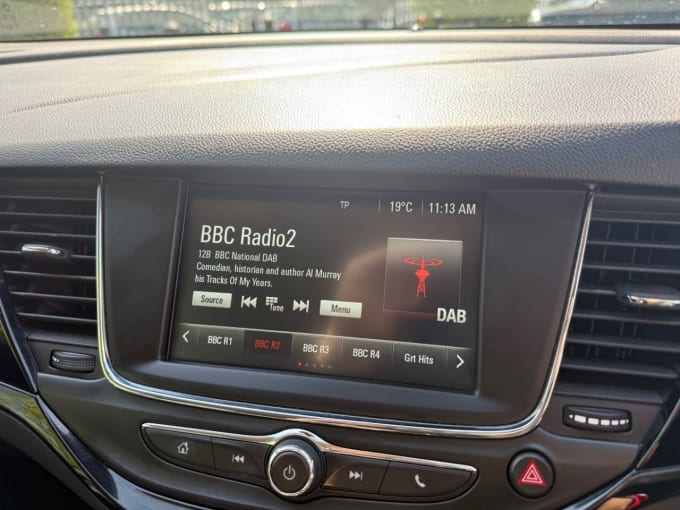 TP 19°C 11:13 AM
BBC Radio2
12B BBC National DAB
Comedian, historian and author Al Murray
his Tracks Of My Years.
Source Tune Menu
DAB
BBC R1 BBC R2 BBC R3 BBC R4 Grt Hits